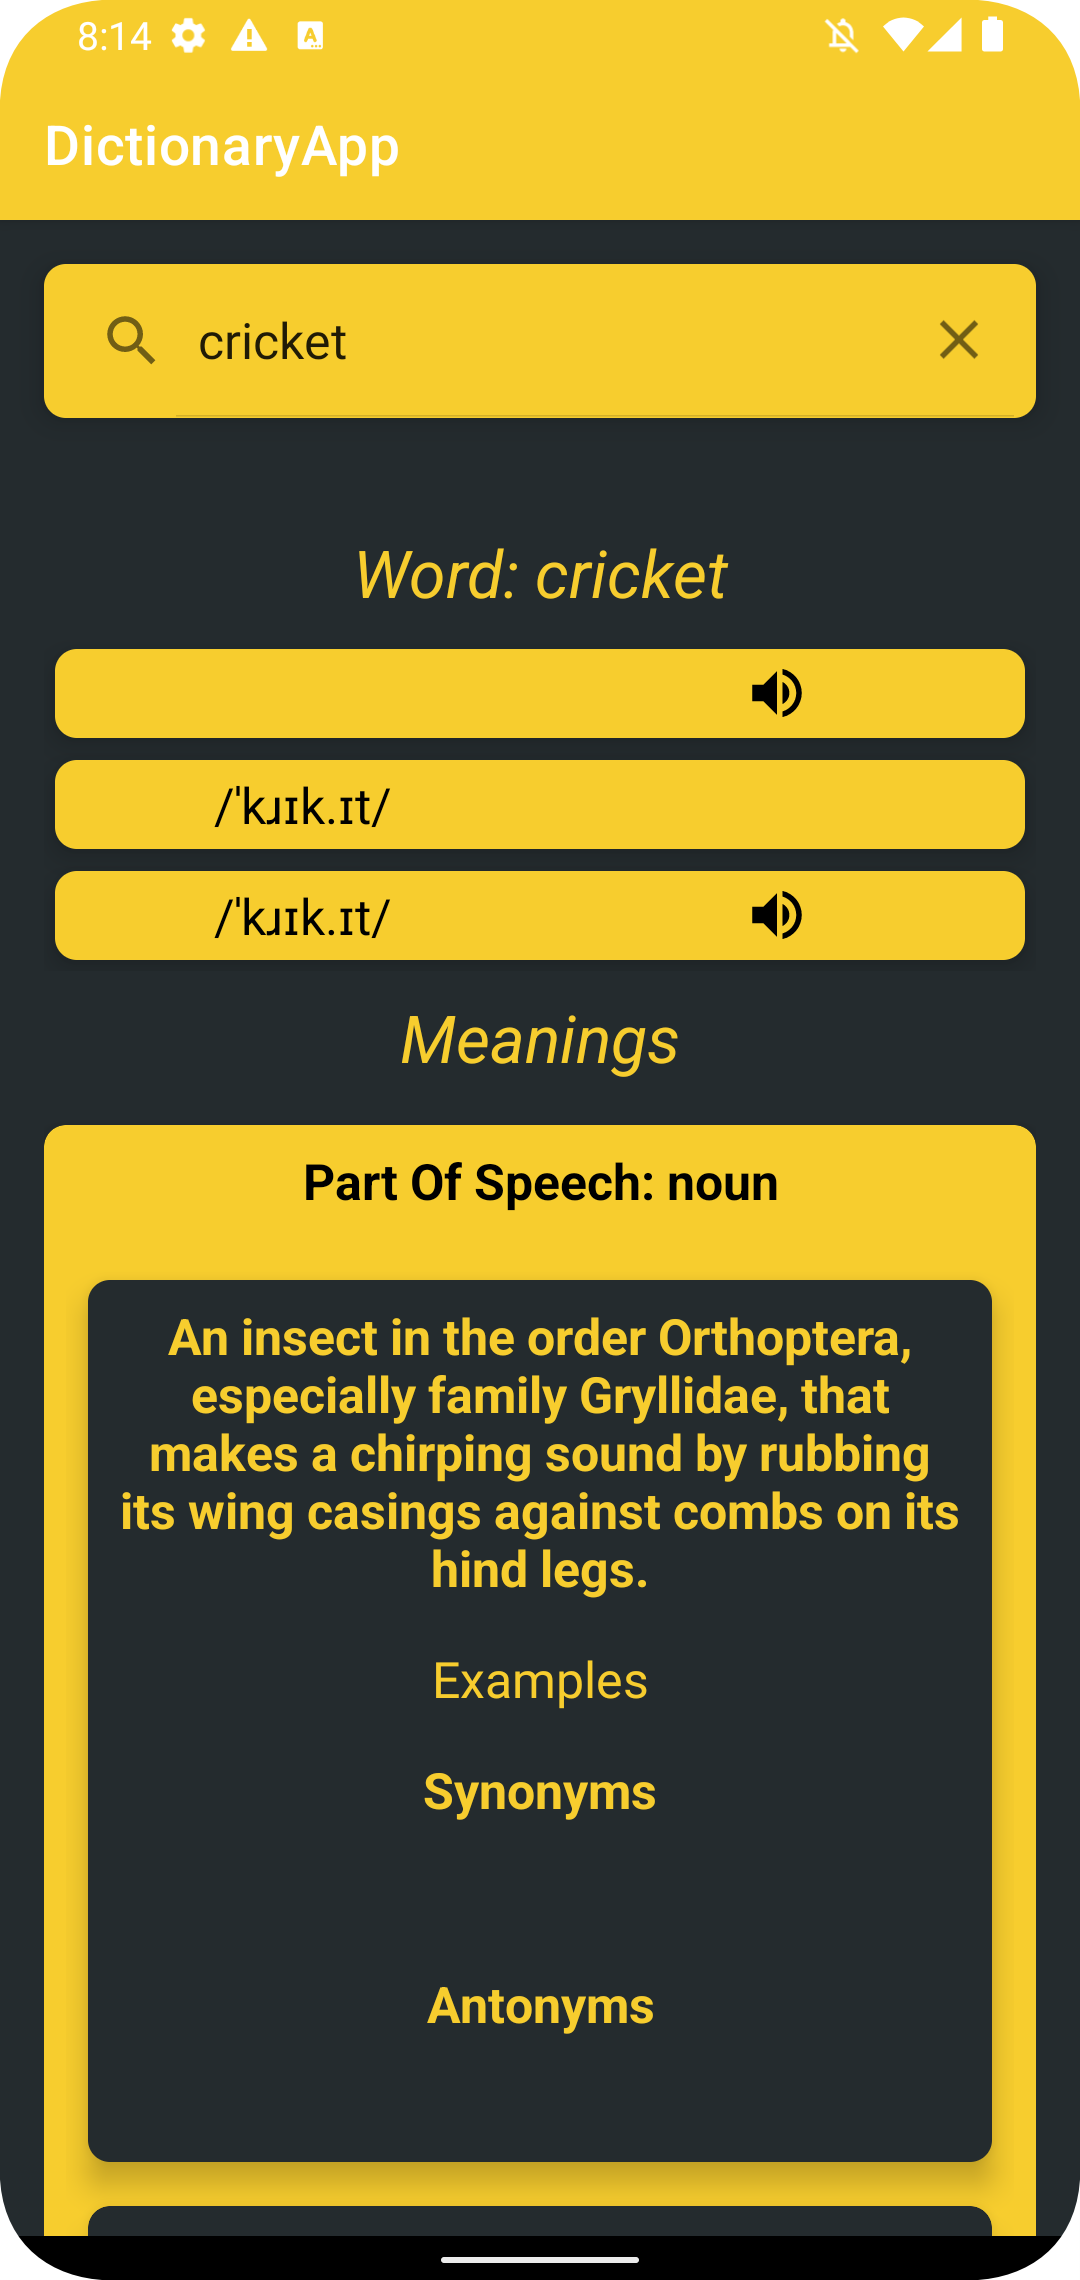 8:14
DictionaryApp
cricket
Word: cricket
/ˈkɹɪk.ɪt/
/ˈkɹɪk.ɪt/
Meanings
Part Of Speech: noun
An insect in the order Orthoptera,
especially family Gryllidae, that
makes a chirping sound by rubbing
its wing casings against combs on its
hind legs.
Examples
Synonyms
Antonyms